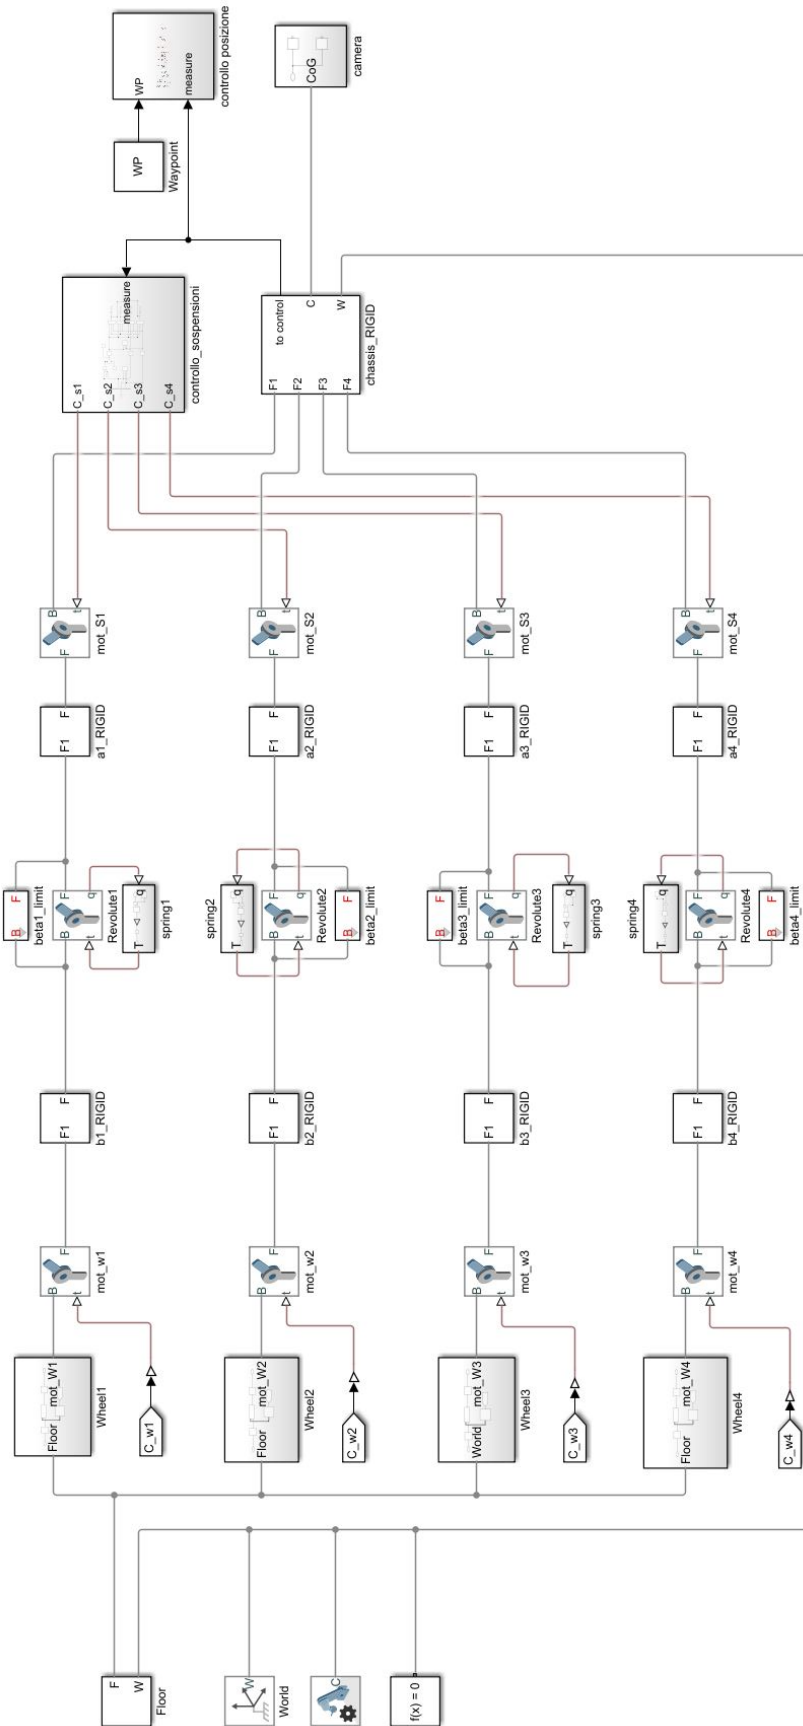 WP
measure
controllo posizione
WP
Waypoint
CoG
camera
measure
C_s1
C_s2
C_s3
C_s4
controllo_sospensioni
to control
C
W
F1
F2
F3
F4
chassis_RIGID
B
F
t
mot_S1
B
F
t
mot_S2
B
F
t
mot_S3
B
F
t
mot_S4
F1 F
a1_RIGID
F1 F
a2_RIGID
F1 F
a3_RIGID
F1 F
a4_RIGID
B F
beta1_limit
B F
t q
Revolute1
T q
spring1
spring2
T q
B F
t q
Revolute2
B F
beta2_limit
B F
beta3_limit
B F
t q
Revolute3
T q
spring3
spring4
T q
B F
t q
Revolute4
B F
beta4_limit
F1 F
b1_RIGID
F1 F
b2_RIGID
F1 F
b3_RIGID
F1 F
b4_RIGID
B F
t
mot_w1
B F
t
mot_w2
B F
t
mot_w3
B F
t
mot_w4
Floor mot_W1
Wheel1
C_w1
Floor mot_W2
Wheel2
C_w2
World mot_W3
Wheel3
C_w3
Floor mot_W4
Wheel4
C_w4
F
W
Floor
W
World
C
f(x) = 0